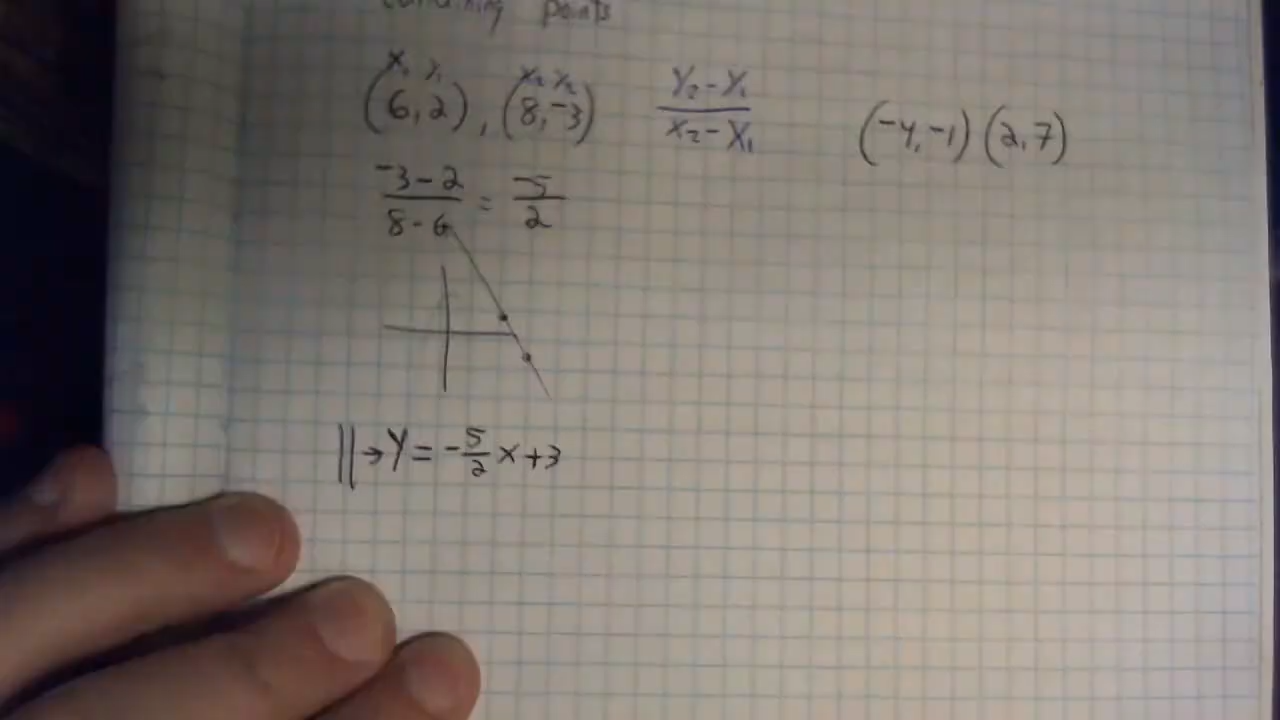 containing points
x₁ y₁ x₂ y₂
(6, 2), (8, -3)
Y₂ - Y₁
X₂ - X₁
(-4, -1) (2, 7)
-3 - 2 = -5
8 - 6 2
|| → Y = -5/2 x + 3